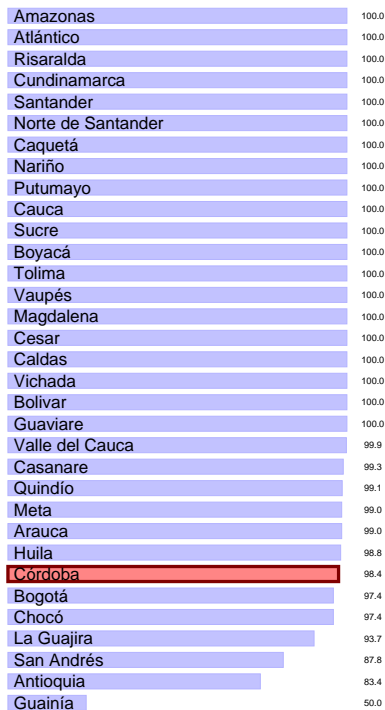 Amazonas 100.0
Atlántico 100.0
Risaralda 100.0
Cundinamarca 100.0
Santander 100.0
Norte de Santander 100.0
Caquetá 100.0
Nariño 100.0
Putumayo 100.0
Cauca 100.0
Sucre 100.0
Boyacá 100.0
Tolima 100.0
Vaupés 100.0
Magdalena 100.0
Cesar 100.0
Caldas 100.0
Vichada 100.0
Bolivar 100.0
Guaviare 100.0
Valle del Cauca 99.9
Casanare 99.3
Quindío 99.1
Meta 99.0
Arauca 99.0
Huila 98.8
Córdoba 98.4
Bogotá 97.4
Chocó 97.4
La Guajira 93.7
San Andrés 87.8
Antioquia 83.4
Guainía 50.0